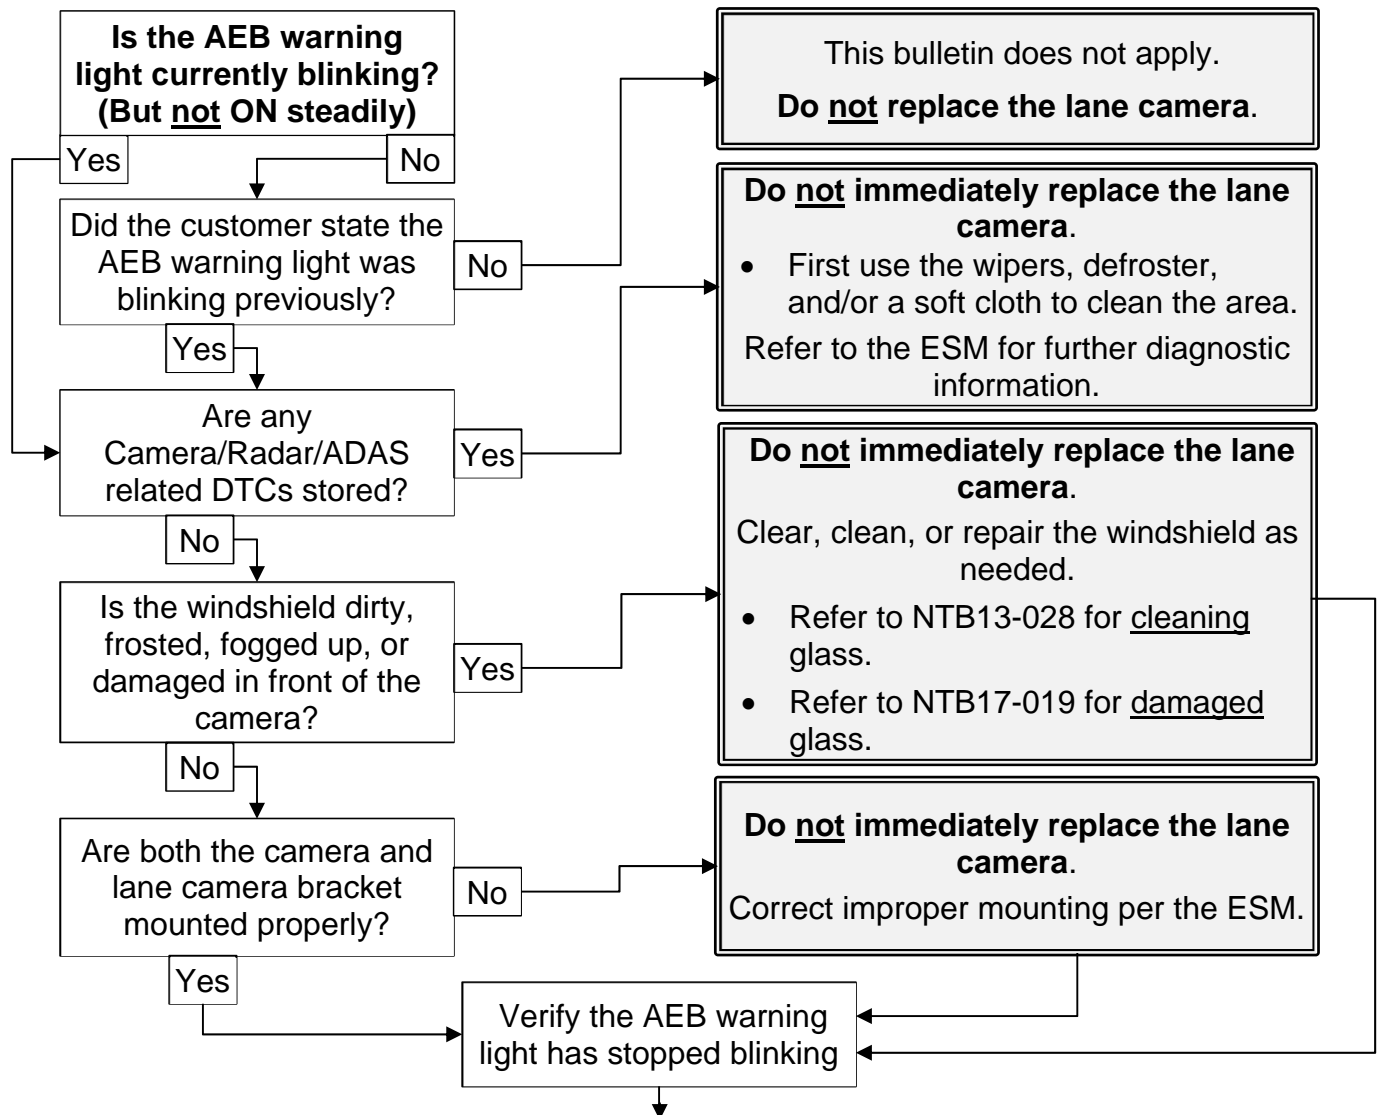 Is the AEB warning
light currently blinking?
(But not ON steadily)
Yes
No
This bulletin does not apply.
Do not replace the lane camera.
Did the customer state the
AEB warning light was
blinking previously?
No
Yes
Do not immediately replace the lane
camera.
• First use the wipers, defroster,
and/or a soft cloth to clean the area.
Refer to the ESM for further diagnostic
information.
Are any
Camera/Radar/ADAS
related DTCs stored?
Yes
No
Do not immediately replace the lane
camera.
Clear, clean, or repair the windshield as
needed.
• Refer to NTB13-028 for cleaning
glass.
• Refer to NTB17-019 for damaged
glass.
Is the windshield dirty,
frosted, fogged up, or
damaged in front of the
camera?
Yes
No
Do not immediately replace the lane
camera.
Correct improper mounting per the ESM.
Are both the camera and
lane camera bracket
mounted properly?
No
Yes
Verify the AEB warning
light has stopped blinking